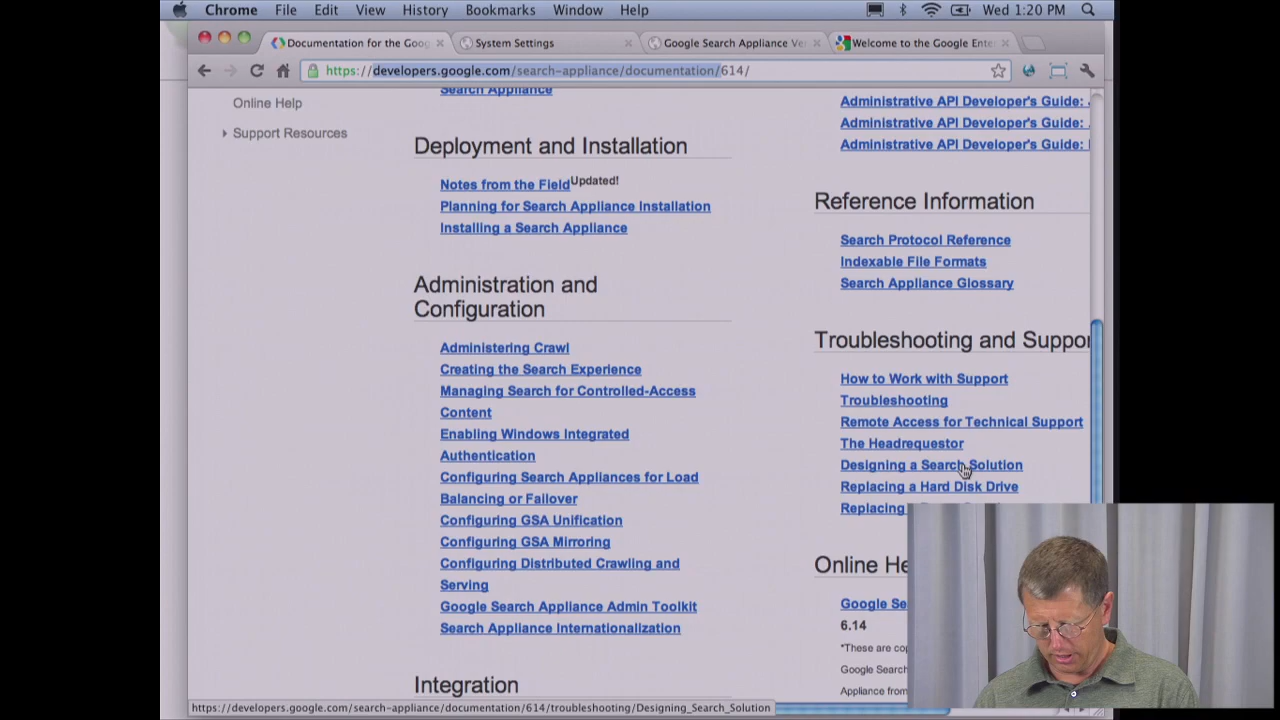 Chrome File Edit View History Bookmarks Window Help Wed 1:20 PM
Documentation for the Goog
System Settings
Google Search Appliance Ve
Welcome to the Google Enter
https://developers.google.com/search-appliance/documentation/614/
Online Help
Support Resources
Search Appliance
Deployment and Installation
Notes from the Field Updated!
Planning for Search Appliance Installation
Installing a Search Appliance
Administration and
Configuration
Administering Crawl
Creating the Search Experience
Managing Search for Controlled-Access
Content
Enabling Windows Integrated
Authentication
Configuring Search Appliances for Load
Balancing or Failover
Configuring GSA Unification
Configuring GSA Mirroring
Configuring Distributed Crawling and
Serving
Google Search Appliance Admin Toolkit
Search Appliance Internationalization
Integration
Administrative API Developer's Guide:
Administrative API Developer's Guide:
Administrative API Developer's Guide:
Reference Information
Search Protocol Reference
Indexable File Formats
Search Appliance Glossary
Troubleshooting and Suppor
How to Work with Support
Troubleshooting
Remote Access for Technical Support
The Headrequestor
Designing a Search Solution
Replacing a Hard Disk Drive
Replacing
Online He
Google Se
6.14
*These are cop
Google Search
Appliance from
https://developers.google.com/search-appliance/documentation/614/troubleshooting/Designing_Search_Solution